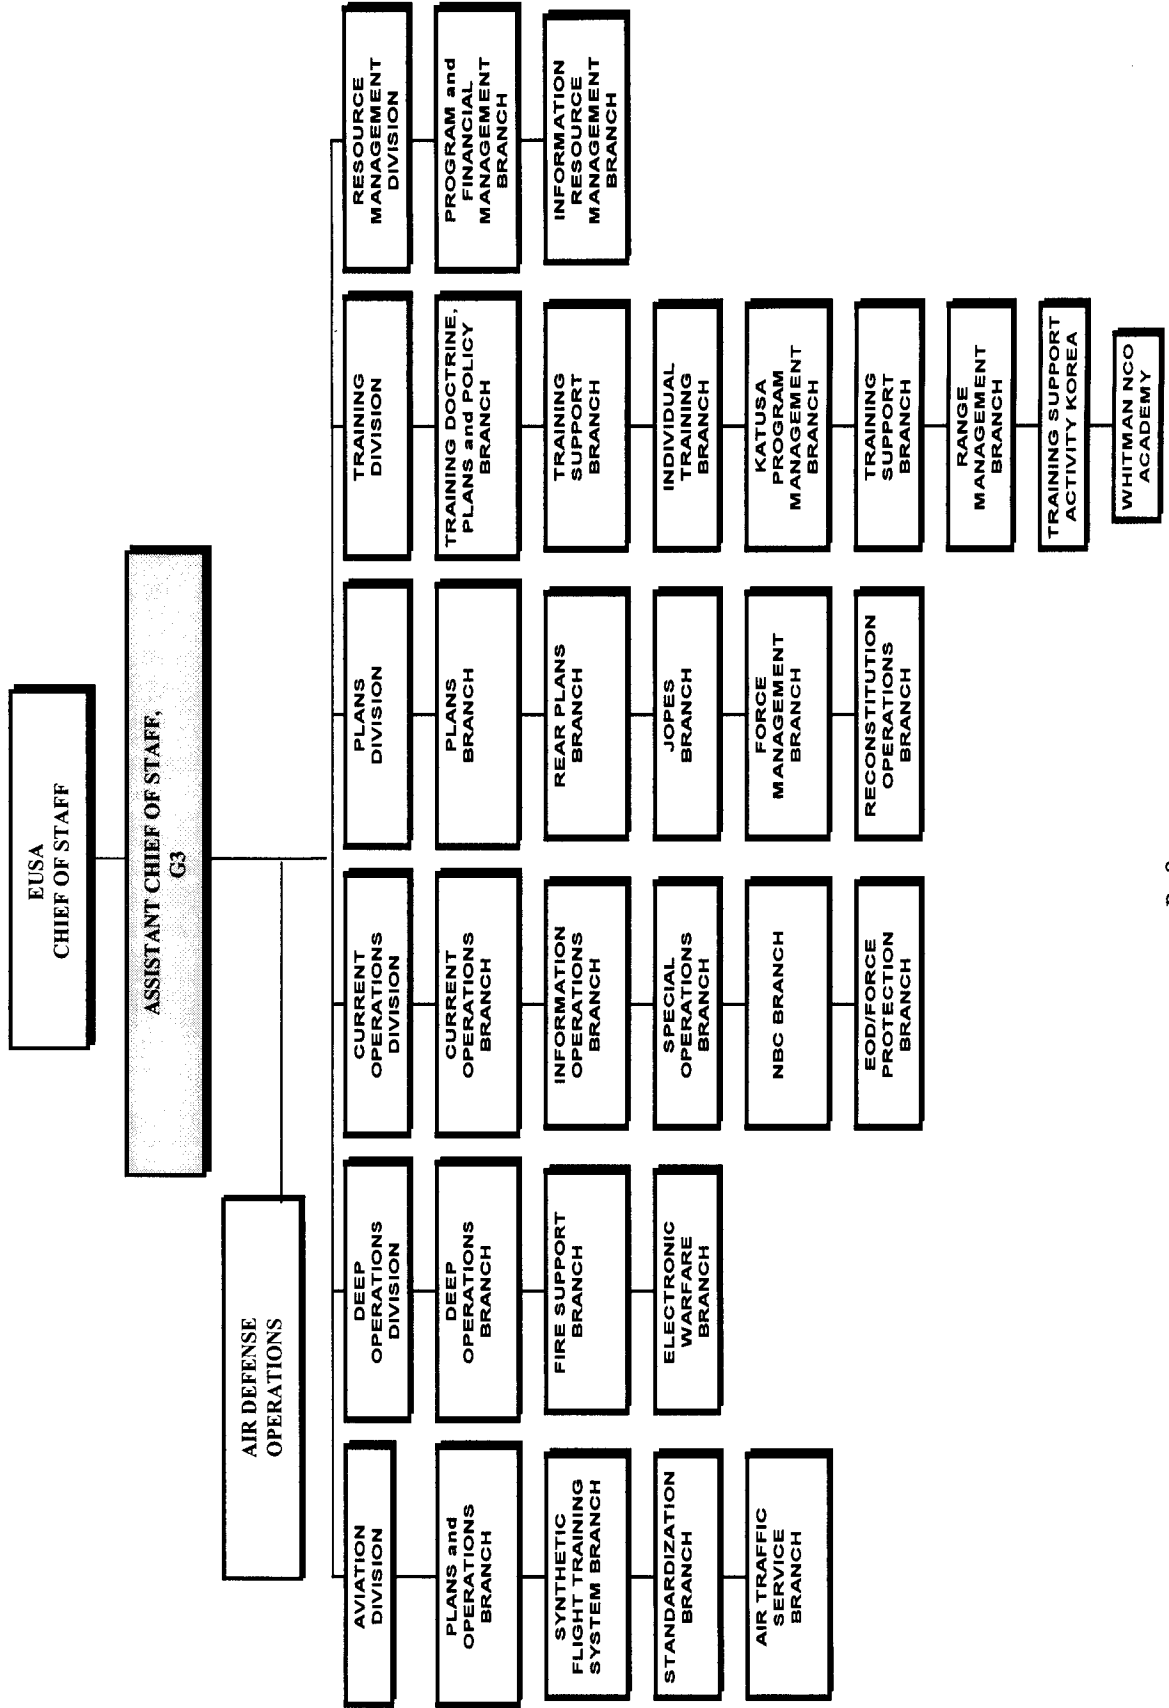 EUSA
CHIEF OF STAFF
ASSISTANT CHIEF OF STAFF,
G3
AIR DEFENSE
OPERATIONS
AVIATION
DIVISION
PLANS and
OPERATIONS
BRANCH
SYNTHETIC
FLIGHT TRAINING
SYSTEM BRANCH
STANDARDIZATION
BRANCH
AIR TRAFFIC
SERVICE
BRANCH
DEEP
OPERATIONS
DIVISION
DEEP
OPERATIONS
BRANCH
FIRE SUPPORT
BRANCH
ELECTRONIC
WARFARE
BRANCH
CURRENT
OPERATIONS
DIVISION
CURRENT
OPERATIONS
BRANCH
INFORMATION
OPERATIONS
BRANCH
SPECIAL
OPERATIONS
BRANCH
NBC BRANCH
EOD/FORCE
PROTECTION
BRANCH
PLANS
DIVISION
PLANS
BRANCH
REAR PLANS
BRANCH
JOPES
BRANCH
FORCE
MANAGEMENT
BRANCH
RECONSTITUTION
OPERATIONS
BRANCH
TRAINING
DIVISION
TRAINING DOCTRINE,
PLANS and POLICY
BRANCH
TRAINING
SUPPORT
BRANCH
INDIVIDUAL
TRAINING
BRANCH
KATUSA
PROGRAM
MANAGEMENT
BRANCH
TRAINING
SUPPORT
BRANCH
RANGE
MANAGEMENT
BRANCH
TRAINING SUPPORT
ACTIVITY KOREA
WHITMAN NCO
ACADEMY
RESOURCE
MANAGEMENT
DIVISION
PROGRAM and
FINANCIAL
MANAGEMENT
BRANCH
INFORMATION
RESOURCE
MANAGEMENT
BRANCH